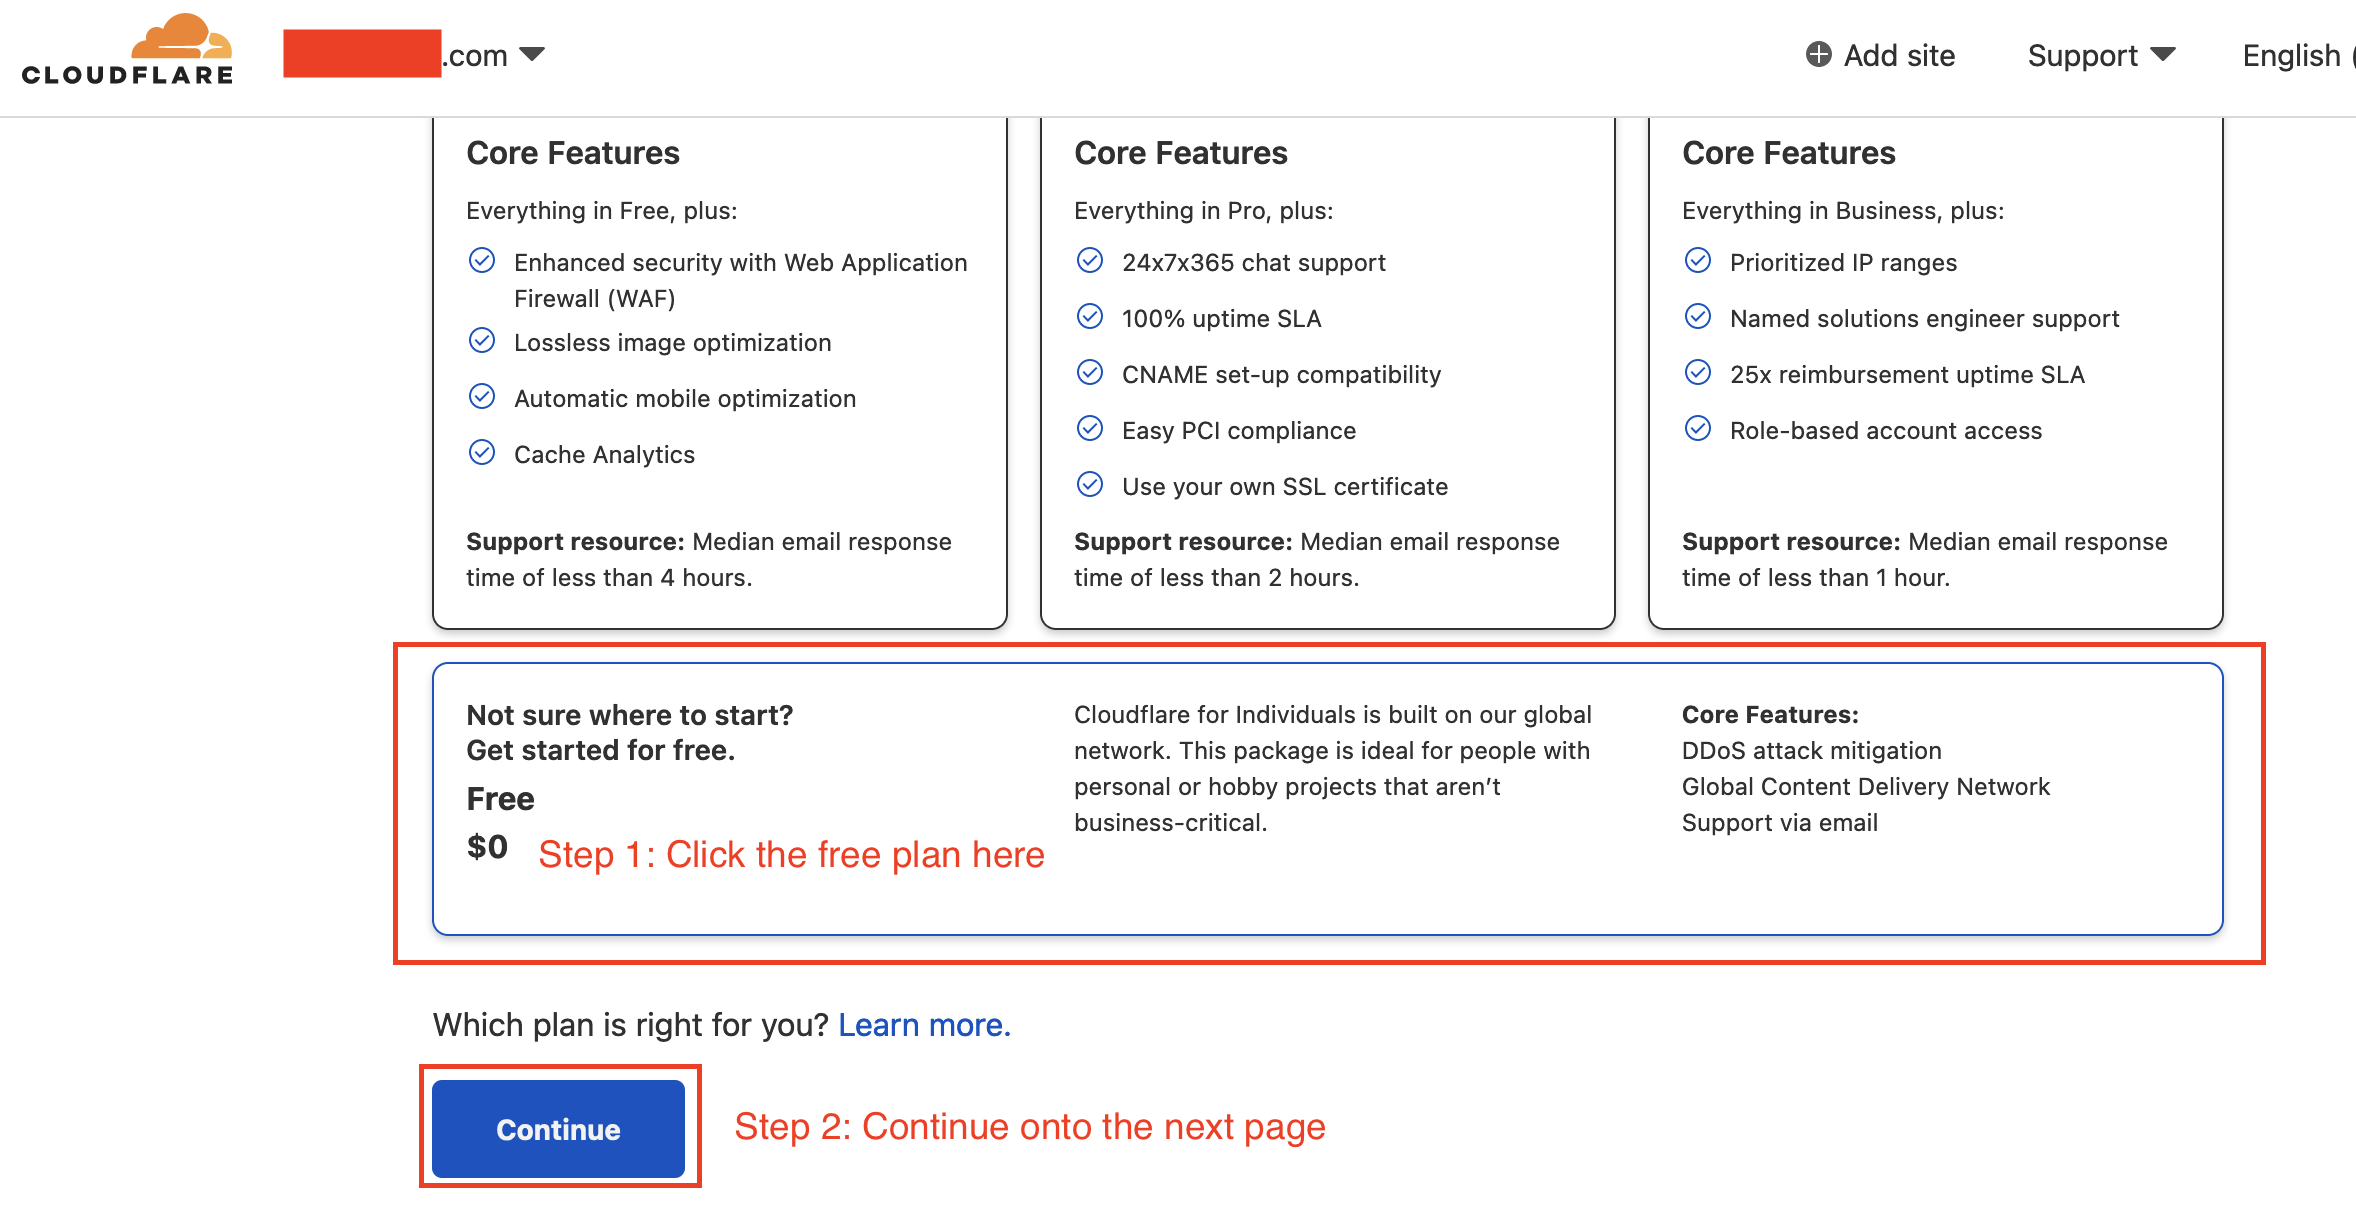 CLOUDFLARE
.com
Add site
Support
English (
Core Features
Everything in Free, plus:
Enhanced security with Web Application
Firewall (WAF)
Lossless image optimization
Automatic mobile optimization
Cache Analytics
Support resource: Median email response
time of less than 4 hours.
Core Features
Everything in Pro, plus:
24x7x365 chat support
100% uptime SLA
CNAME set-up compatibility
Easy PCI compliance
Use your own SSL certificate
Support resource: Median email response
time of less than 2 hours.
Core Features
Everything in Business, plus:
Prioritized IP ranges
Named solutions engineer support
25x reimbursement uptime SLA
Role-based account access
Support resource: Median email response
time of less than 1 hour.
Not sure where to start?
Get started for free.
Free
$0
Step 1: Click the free plan here
Cloudflare for Individuals is built on our global
network. This package is ideal for people with
personal or hobby projects that aren’t
business-critical.
Core Features:
DDoS attack mitigation
Global Content Delivery Network
Support via email
Which plan is right for you? Learn more.
Continue
Step 2: Continue onto the next page